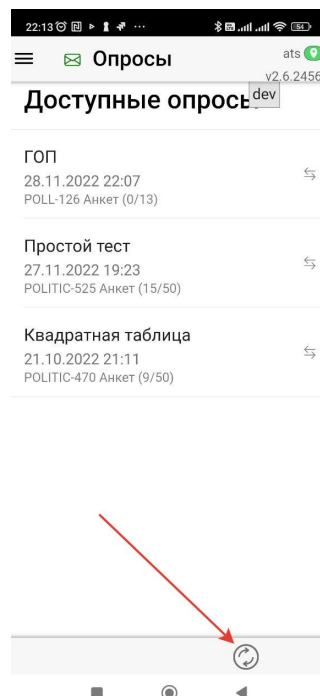 22:13
54
Опросы
ats
v2.6.2456
dev
Доступные опросы
ГОП
28.11.2022 22:07
POLL-126 Анкет (0/13)
Простой тест
27.11.2022 19:23
POLITIC-525 Анкет (15/50)
Квадратная таблица
21.10.2022 21:11
POLITIC-470 Анкет (9/50)